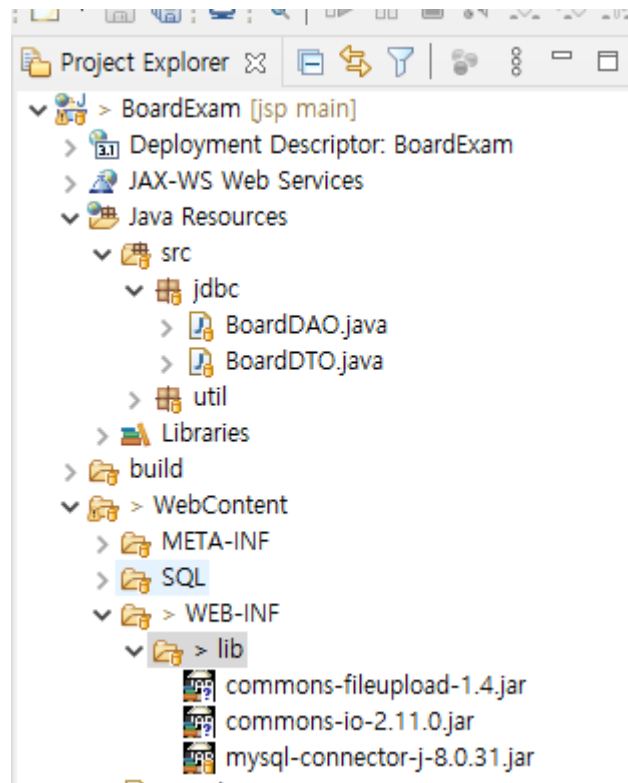 Project Explorer
> BoardExam [jsp main]
Deployment Descriptor: BoardExam
JAX-WS Web Services
Java Resources
src
jdbc
BoardDAO.java
BoardDTO.java
util
Libraries
build
> WebContent
META-INF
SQL
> WEB-INF
> lib
commons-fileupload-1.4.jar
commons-io-2.11.0.jar
mysql-connector-j-8.0.31.jar